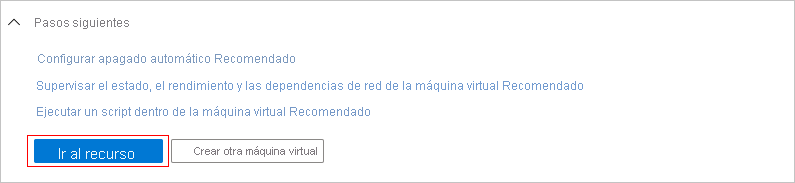 Pasos siguientes
Configurar apagado automático Recomendado
Supervisar el estado, el rendimiento y las dependencias de red de la máquina virtual Recomendado
Ejecutar un script dentro de la máquina virtual Recomendado
Ir al recurso
Crear otra máquina virtual